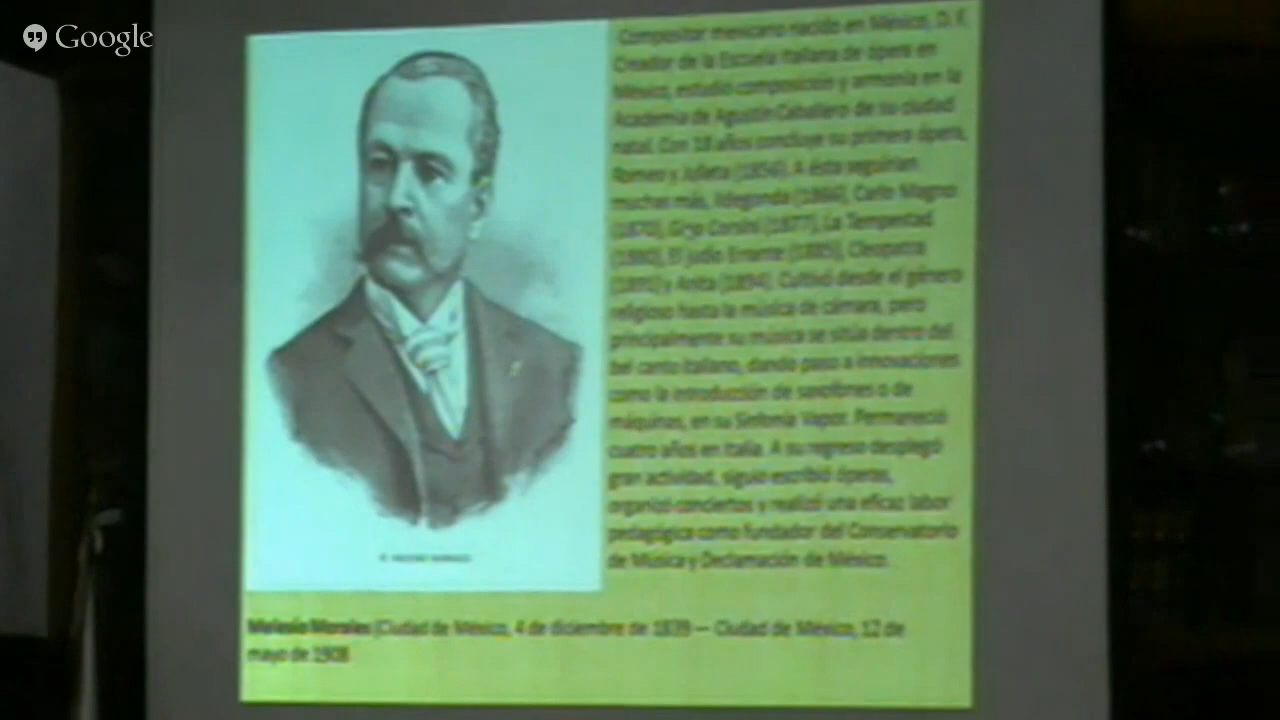 Google
Compositor mexicano nacido en México, D. F.
Creador de la Escuela Italiana de ópera en
México, estudio composición y armonía en la
Academia de Agustín Caballero de su ciudad
natal. Con 18 años concluye su primera ópera,
Romeo y Julieta (1856). A ésta seguirían
muchas más, Ildegonda (1866), Carlo Magno
(1870), Gino Corsini (1877), La Tempestad
(1880), El judío Errante (1885), Cleopatra
(1891) y Anita (1894). Cultivó desde el género
religioso hasta la música de cámara, pero
principalmente su música se sitúa dentro del
bel canto italiano, dando paso a innovaciones
como la introducción de saxofones o de
máquinas, en su Sinfonía Vapor. Permaneció
cuatro años en Italia. A su regreso desplegó
gran actividad, siguió escribió óperas,
organizó conciertos y realizó una eficaz labor
pedagógica como fundador del Conservatorio
de Música y Declamación de México.
Melesio Morales (Ciudad de México, 4 de diciembre de 1839 — Ciudad de México, 12 de
mayo de 1908